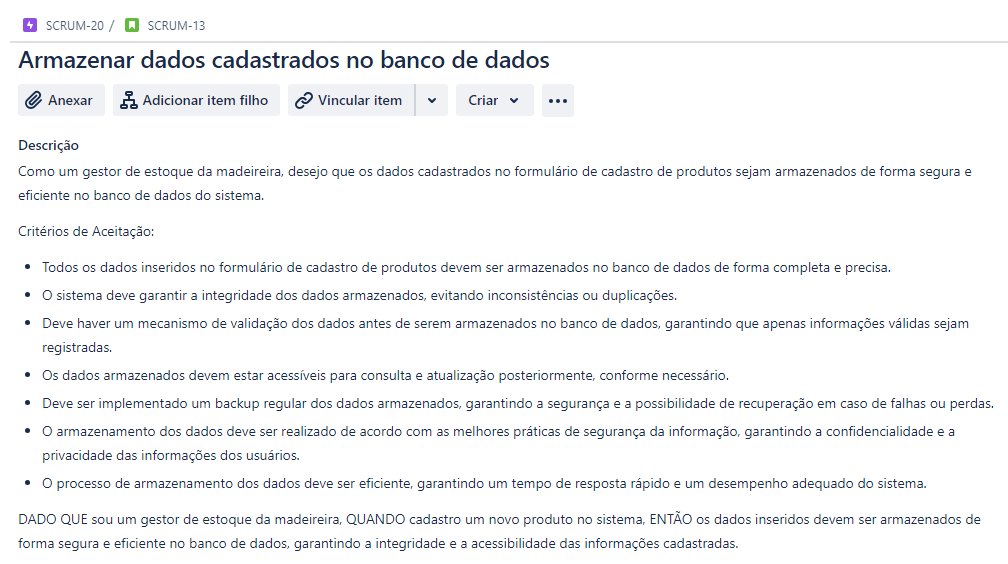 SCRUM-20 / SCRUM-13
Armazenar dados cadastrados no banco de dados
Anexar Adicionar item filho Vincular item Criar
Descrição
Como um gestor de estoque da madeireira, desejo que os dados cadastrados no formulário de cadastro de produtos sejam armazenados de forma segura e
eficiente no banco de dados do sistema.
Critérios de Aceitação:
• Todos os dados inseridos no formulário de cadastro de produtos devem ser armazenados no banco de dados de forma completa e precisa.
• O sistema deve garantir a integridade dos dados armazenados, evitando inconsistências ou duplicações.
• Deve haver um mecanismo de validação dos dados antes de serem armazenados no banco de dados, garantindo que apenas informações válidas sejam
registradas.
• Os dados armazenados devem estar acessíveis para consulta e atualização posteriormente, conforme necessário.
• Deve ser implementado um backup regular dos dados armazenados, garantindo a segurança e a possibilidade de recuperação em caso de falhas ou perdas.
• O armazenamento dos dados deve ser realizado de acordo com as melhores práticas de segurança da informação, garantindo a confidencialidade e a
privacidade das informações dos usuários.
• O processo de armazenamento dos dados deve ser eficiente, garantindo um tempo de resposta rápido e um desempenho adequado do sistema.
DADO QUE sou um gestor de estoque da madeireira, QUANDO cadastro um novo produto no sistema, ENTÃO os dados inseridos devem ser armazenados de
forma segura e eficiente no banco de dados, garantindo a integridade e a acessibilidade das informações cadastradas.